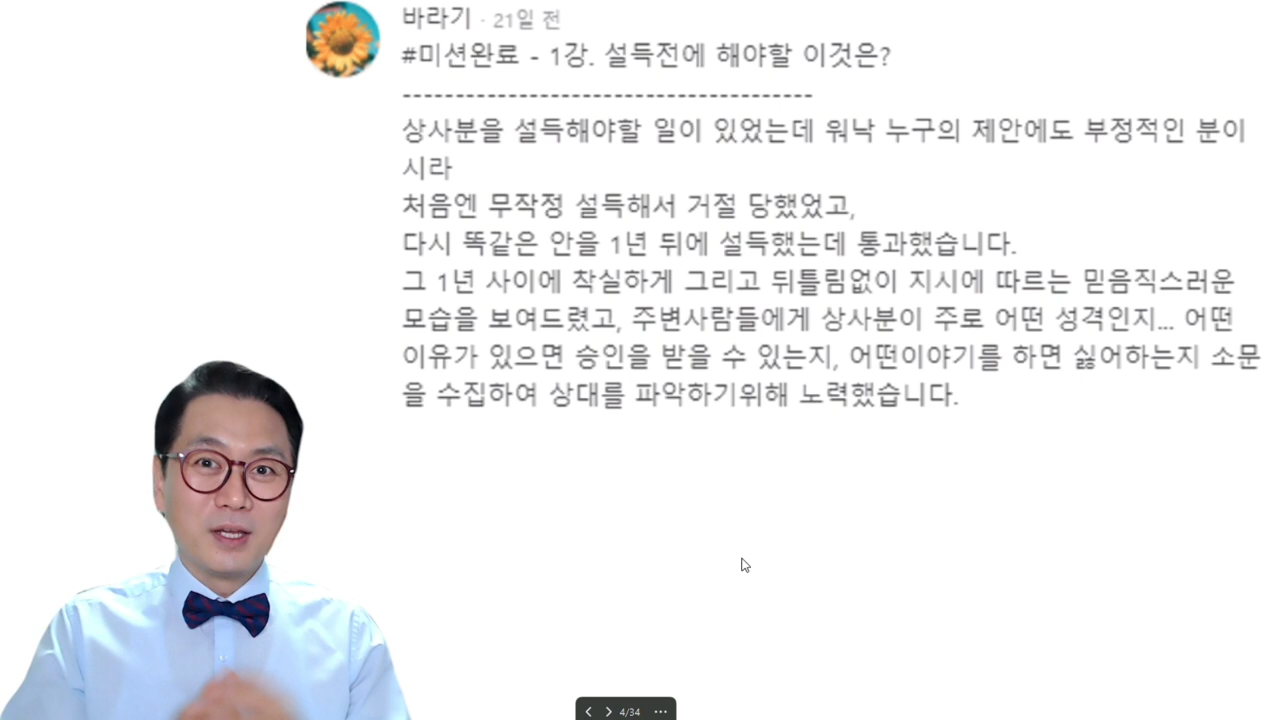 바라기 · 21일 전
#미션완료 - 1강. 설득전에 해야할 이것은?
---------------------------------------
상사분을 설득해야할 일이 있었는데 워낙 누구의 제안에도 부정적인 분이
시라
처음엔 무작정 설득해서 거절 당했었고,
다시 똑같은 안을 1년 뒤에 설득했는데 통과했습니다.
그 1년 사이에 착실하게 그리고 뒤틀림없이 지시에 따르는 믿음직스러운
모습을 보여드렸고, 주변사람들에게 상사분이 주로 어떤 성격인지... 어떤
이유가 있으면 승인을 받을 수 있는지, 어떤이야기를 하면 싫어하는지 소문
을 수집하여 상대를 파악하기위해 노력했습니다.
4/34